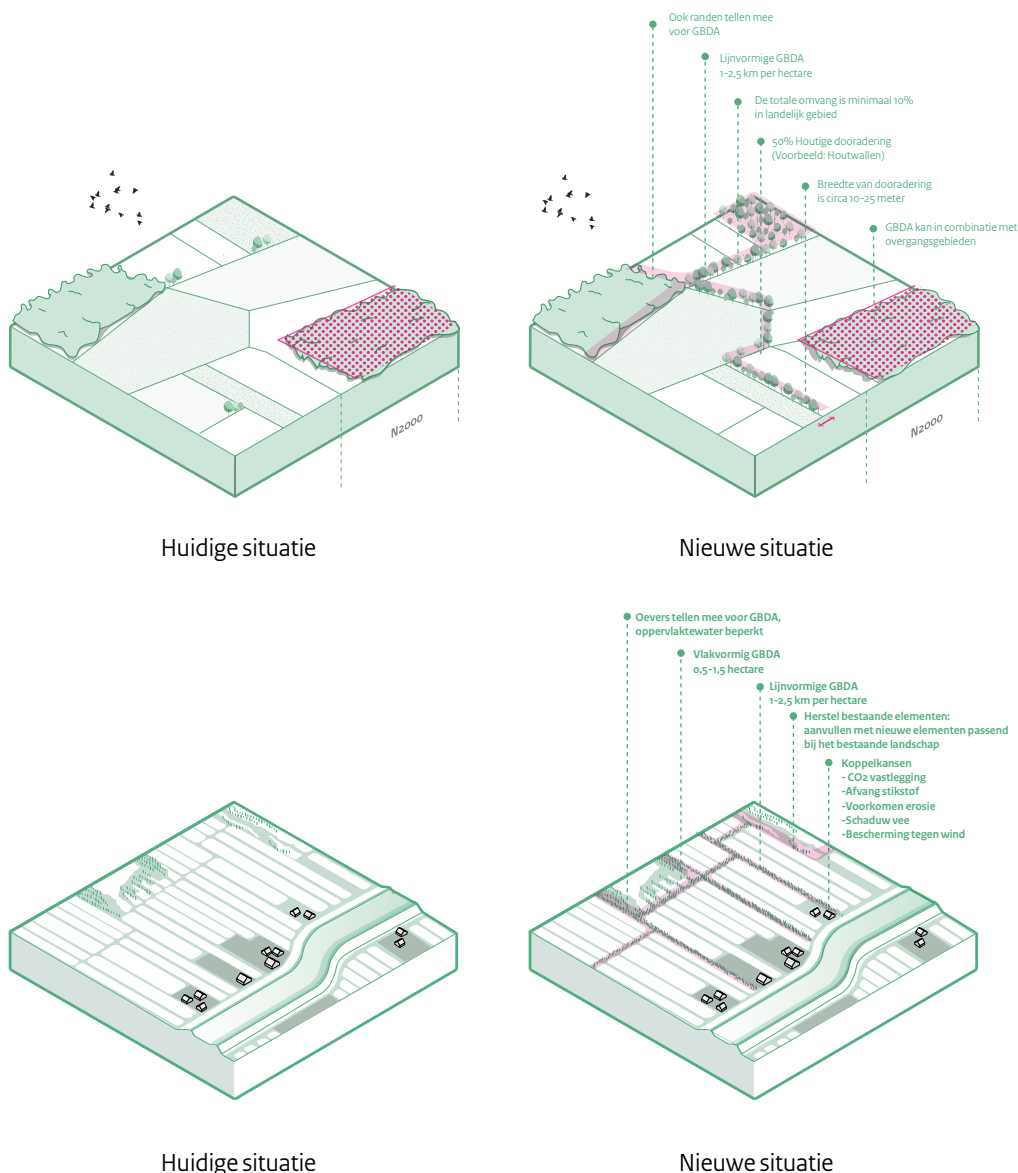 Ook randen tellen mee
voor GBDA
Lijnvormige GBDA
1-2,5 km per hectare
De totale omvang is minimaal 10%
in landelijk gebied
50% Houtige dooradering
(Voorbeeld: Houtwallen)
Breedte van dooradering
is circa 10-25 meter
GBDA kan in combinatie met
overgangsgebieden
N2000
N2000
Huidige situatie
Nieuwe situatie
Oevers tellen mee voor GBDA,
oppervlaktewater beperkt
Vlakvormig GBDA
0,5-1,5 hectare
Lijnvormige GBDA
1-2,5 km per hectare
Herstel bestaande elementen:
aanvullen met nieuwe elementen passend
bij het bestaande landschap
Koppelkansen
- CO2 vastlegging
-Afvang stikstof
-Voorkomen erosie
-Schaduw vee
-Bescherming tegen wind
Huidige situatie
Nieuwe situatie